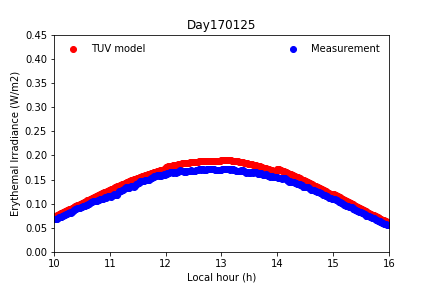 Day170125
TUV model
Measurement
0.45
0.40
0.35
0.30
0.25
0.20
0.15
0.10
0.05
0.00
Erythemal Irradiance (W/m2)
10 11 12 13 14 15 16
Local hour (h)